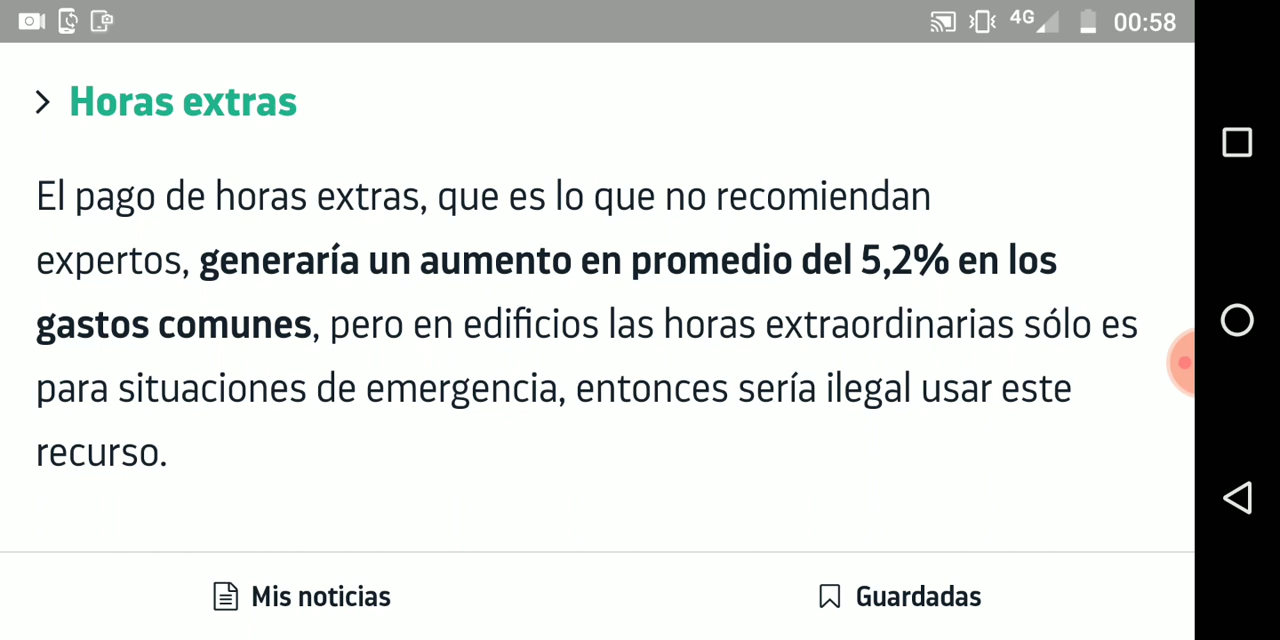 4G 00:58
Horas extras
El pago de horas extras, que es lo que no recomiendan
expertos, generaría un aumento en promedio del 5,2% en los
gastos comunes, pero en edificios las horas extraordinarias sólo es
para situaciones de emergencia, entonces sería ilegal usar este
recurso.
Mis noticias Guardadas